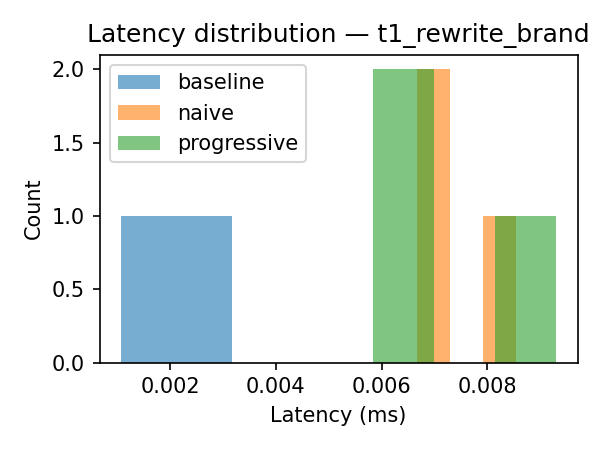 Latency distribution — t1_rewrite_brand
baseline
naive
progressive
2.0
1.5
1.0
0.5
0.0
Count
0.002
0.004
0.006
0.008
Latency (ms)